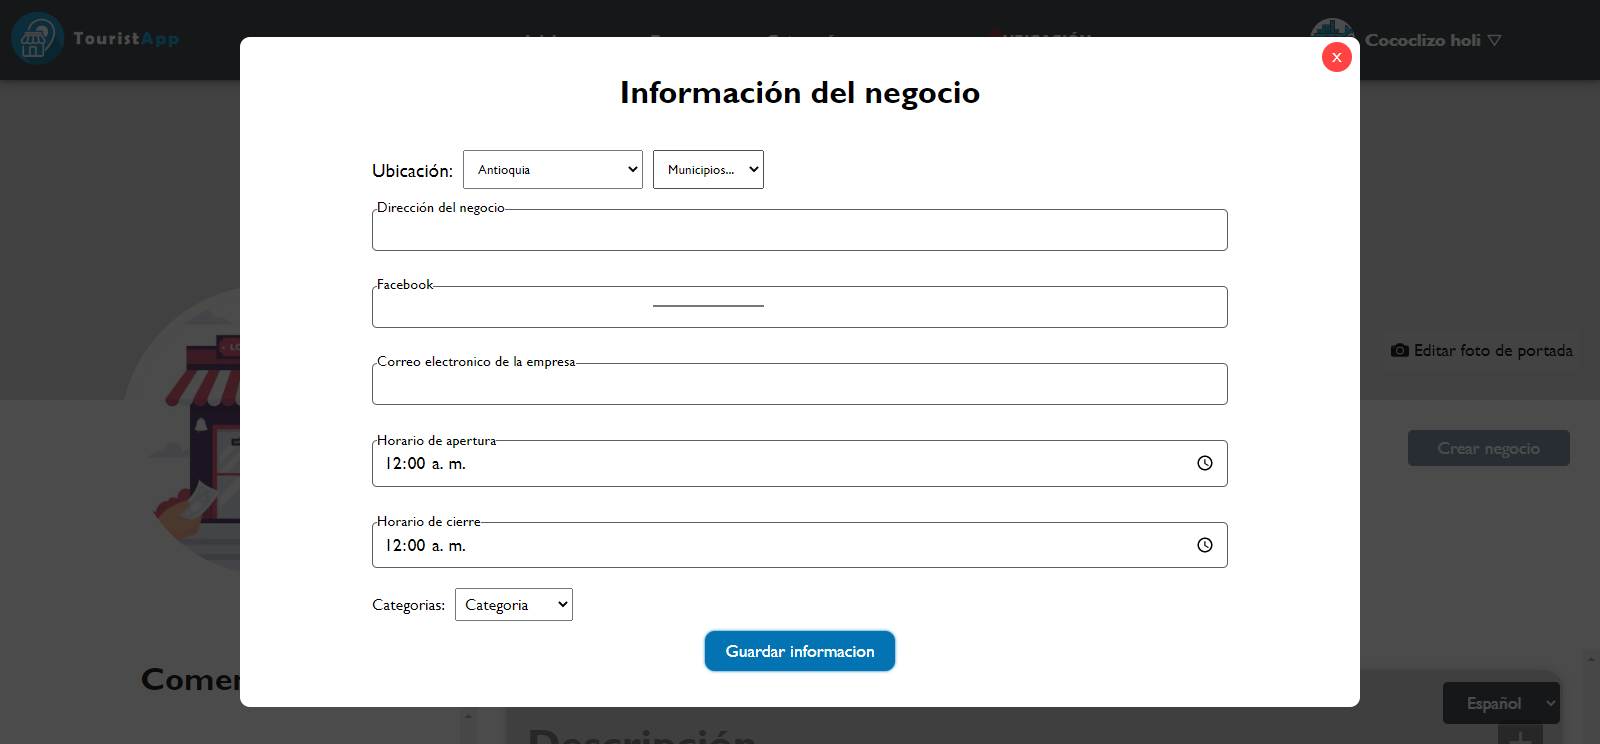 TouristApp
UBICACIÓN
Cococlizo holi
X
Información del negocio
Ubicación:
Antioquia
Municipios...
Dirección del negocio
Facebook
Correo electronico de la empresa
Editar foto de portada
Horario de apertura
12:00 a. m.
Crear negocio
Horario de cierre
12:00 a. m.
Categorias:
Categoria
Guardar informacion
Comer
Español
Descripción